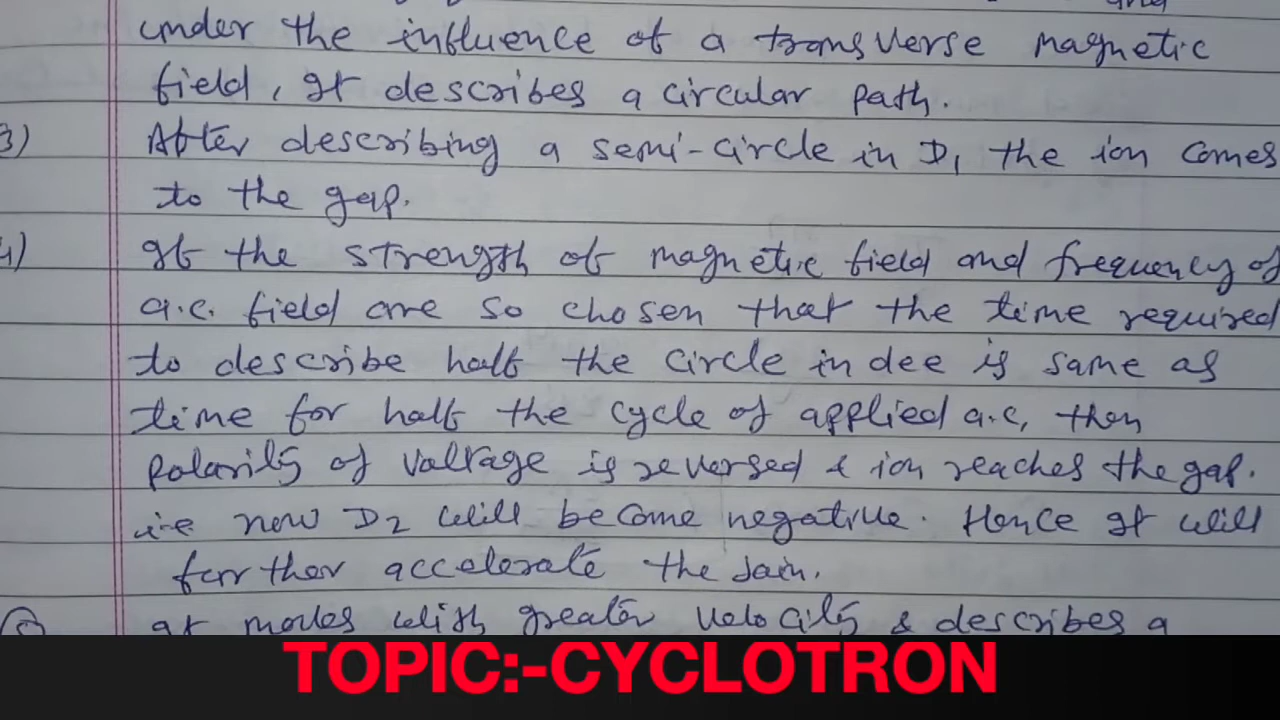 under the influence of a transverse magnetic
field, It describes a circular path.
3) After describing a semi-circle in D1 the ion comes
to the gap.
4) If the strength of magnetic field and frequency of
a.c. field are so chosen that the time required
to describe half the circle in dee is same as
time for half the cycle of applied a.c, then
Polarity of voltage is reversed & ion reaches the gap.
i.e now D2 will become negative. Hence It will
further accelerate the
It moves with greater velocity & describes a
TOPIC:-CYCLOTRON